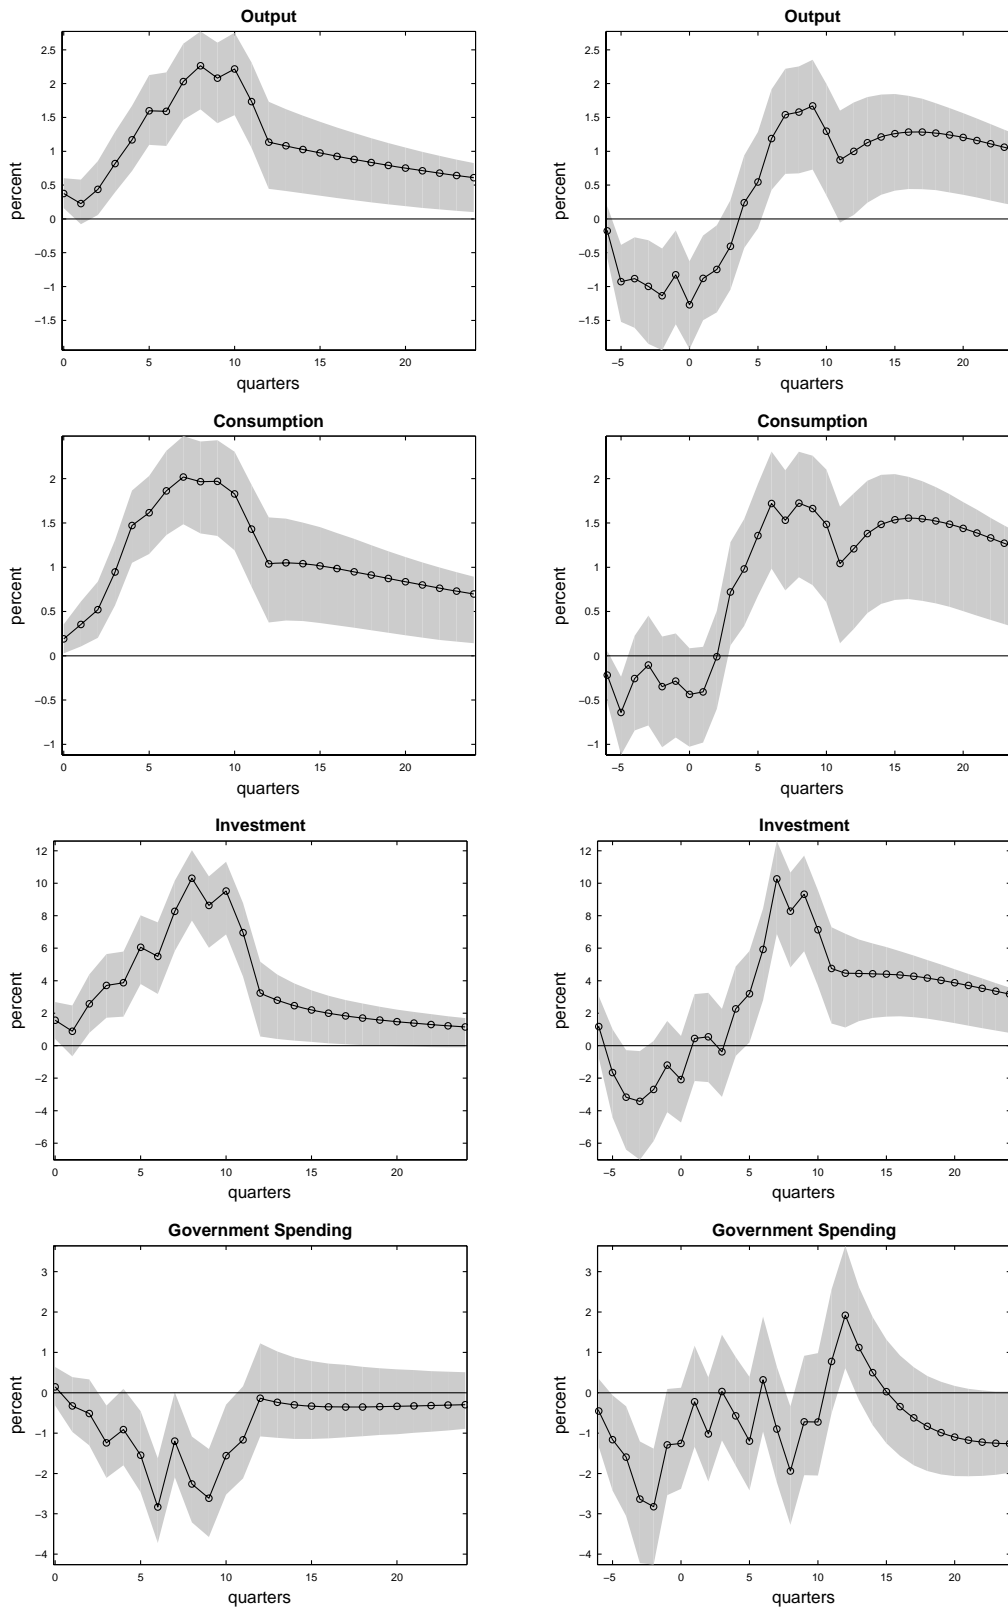 Output
percent
2.5
2
1.5
1
0.5
0
−0.5
−1
−1.5
0 5 10 15 20
quarters
Output
percent
2.5
2
1.5
1
0.5
0
−0.5
−1
−1.5
−5 0 5 10 15 20
quarters
Consumption
percent
2
1.5
1
0.5
0
−0.5
−1
0 5 10 15 20
quarters
Consumption
percent
2
1.5
1
0.5
0
−0.5
−1
−5 0 5 10 15 20
quarters
Investment
percent
12
10
8
6
4
2
0
−2
−4
−6
0 5 10 15 20
quarters
Investment
percent
12
10
8
6
4
2
0
−2
−4
−6
−5 0 5 10 15 20
quarters
Government Spending
percent
3
2
1
0
−1
−2
−3
−4
0 5 10 15 20
quarters
Government Spending
percent
3
2
1
0
−1
−2
−3
−4
−5 0 5 10 15 20
quarters